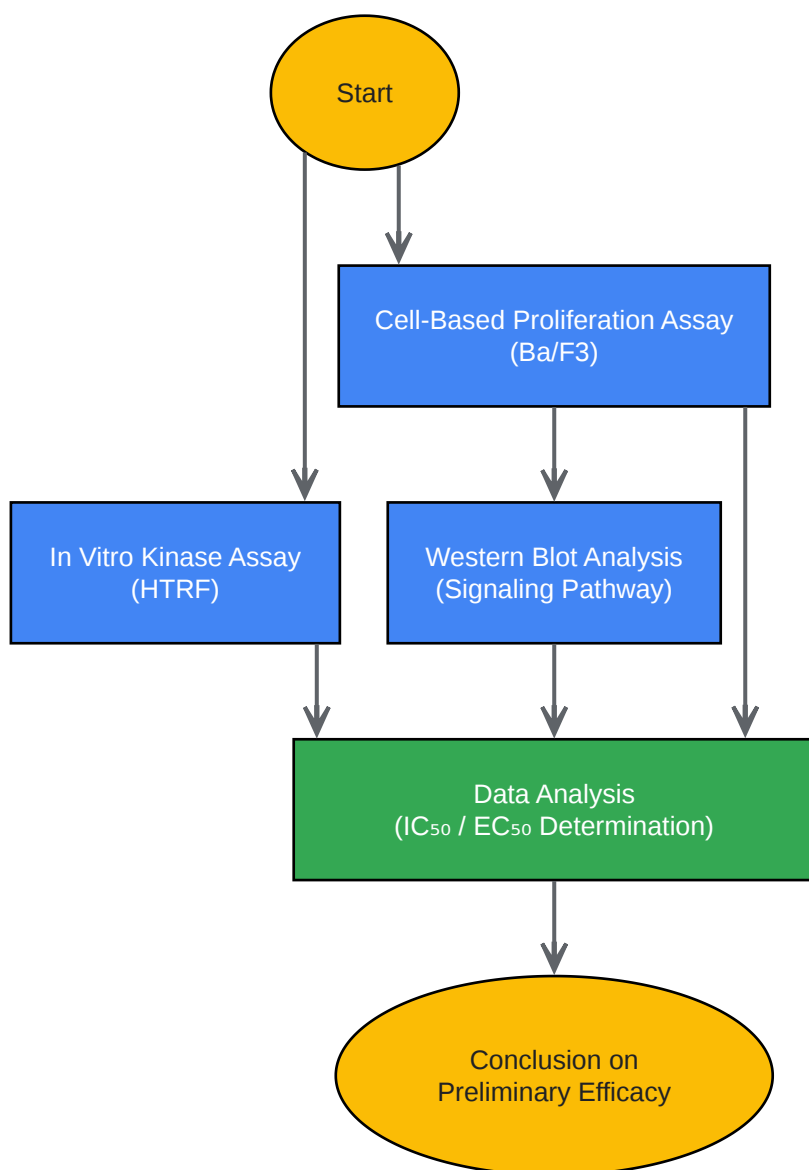 Start
Cell-Based Proliferation Assay
(Ba/F3)
In Vitro Kinase Assay
(HTRF)
Western Blot Analysis
(Signaling Pathway)
Data Analysis
(IC₅₀ / EC₅₀ Determination)
Conclusion on
Preliminary Efficacy